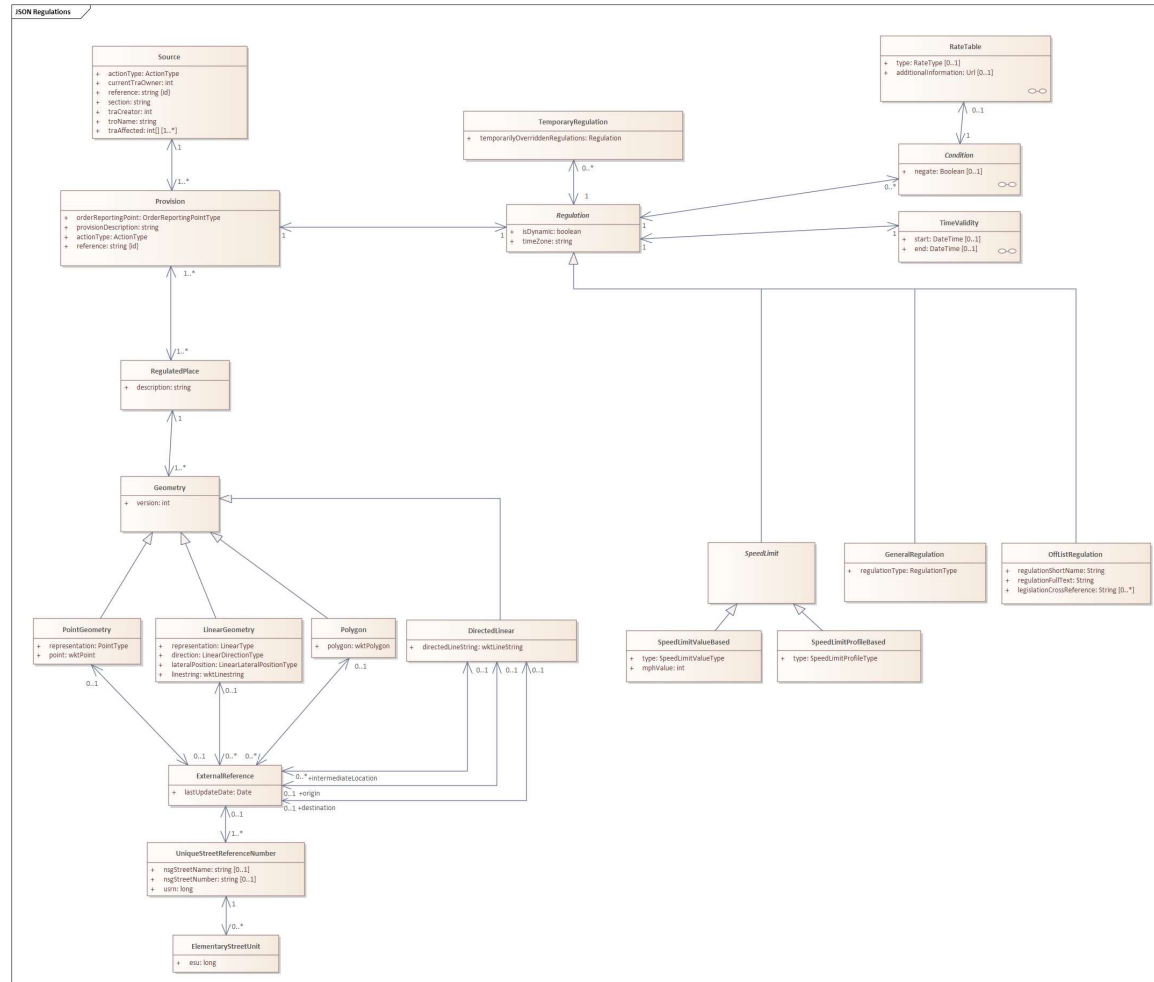 JSON Regulations
Source
+ actionType: ActionType
+ currentTraOwner: int
+ reference: string {id}
+ section: string
+ traCreator: int
+ troName: string
+ traAffected: int[] [1..*]
1
1..*
Provision
+ orderReportingPoint: OrderReportingPointType
+ provisionDescription: string
+ actionType: ActionType
+ reference: string {id}
1
1
1..*
1..*
RegulatedPlace
+ description: string
1
1..*
Geometry
+ version: int
TemporaryRegulation
+ temporarilyOverriddenRegulations: Regulation
0..*
1
Regulation
+ isDynamic: boolean
+ timeZone: string
RateTable
+ type: RateType [0..1]
+ additionalInformation: Url [0..1]
0..1
1
Condition
+ negate: Boolean [0..1]
0..*
1
TimeValidity
+ start: DateTime [0..1]
+ end: DateTime [0..1]
1
1
SpeedLimit
GeneralRegulation
+ regulationType: RegulationType
OffListRegulation
+ regulationShortName: String
+ regulationFullText: String
+ legislationCrossReference: String [0..*]
SpeedLimitValueBased
+ type: SpeedLimitValueType
+ mphValue: int
SpeedLimitProfileBased
+ type: SpeedLimitProfileType
PointGeometry
+ representation: PointType
+ point: wktPoint
0..1
LinearGeometry
+ representation: LinearType
+ direction: LinearDirectionType
+ lateralPosition: LinearLateralPositionType
+ linestring: wktLinestring
0..1
Polygon
+ polygon: wktPolygon
0..1
DirectedLinear
+ directedLineString: wktLineString
0..1 0..1 0..1
0..1 0..* 0..*
ExternalReference
+ lastUpdateDate: Date
0..* +intermediateLocation
0..1 +origin
0..1 +destination
0..1
1..*
UniqueStreetReferenceNumber
+ nsgStreetName: string [0..1]
+ nsgStreetNumber: string [0..1]
+ usrn: long
1
0..*
ElementaryStreetUnit
+ esu: long